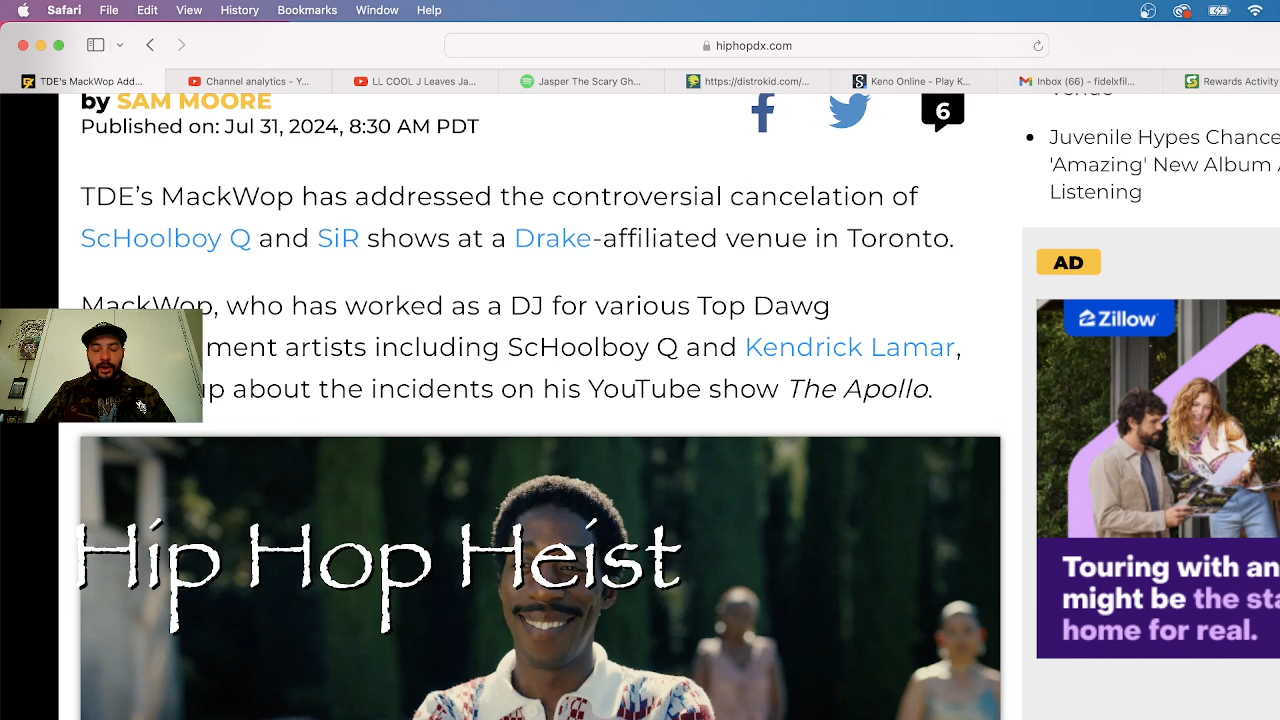 Safari File Edit View History Bookmarks Window Help
hiphopdx.com
TDE's MackWop Add...
Channel analytics - Y...
LL COOL J Leaves Ja...
Jasper The Scary Gh...
https://distrokid.com/...
Keno Online - Play K...
Inbox (66) – fidelxfii...
Rewards Activity
by SAM MOORE
Published on: Jul 31, 2024, 8:30 AM PDT
6
TDE's MackWop has addressed the controversial cancelation of
ScHoolboy Q and SiR shows at a Drake-affiliated venue in Toronto.
MackWop, who has worked as a DJ for various Top Dawg
ment artists including ScHoolboy Q and Kendrick Lamar,
up about the incidents on his YouTube show The Apollo.
Hip Hop Heist
Venue
• Juvenile Hypes Chance
'Amazing' New Album A
Listening
AD
Zillow
Touring with an
might be the sta
home for real.